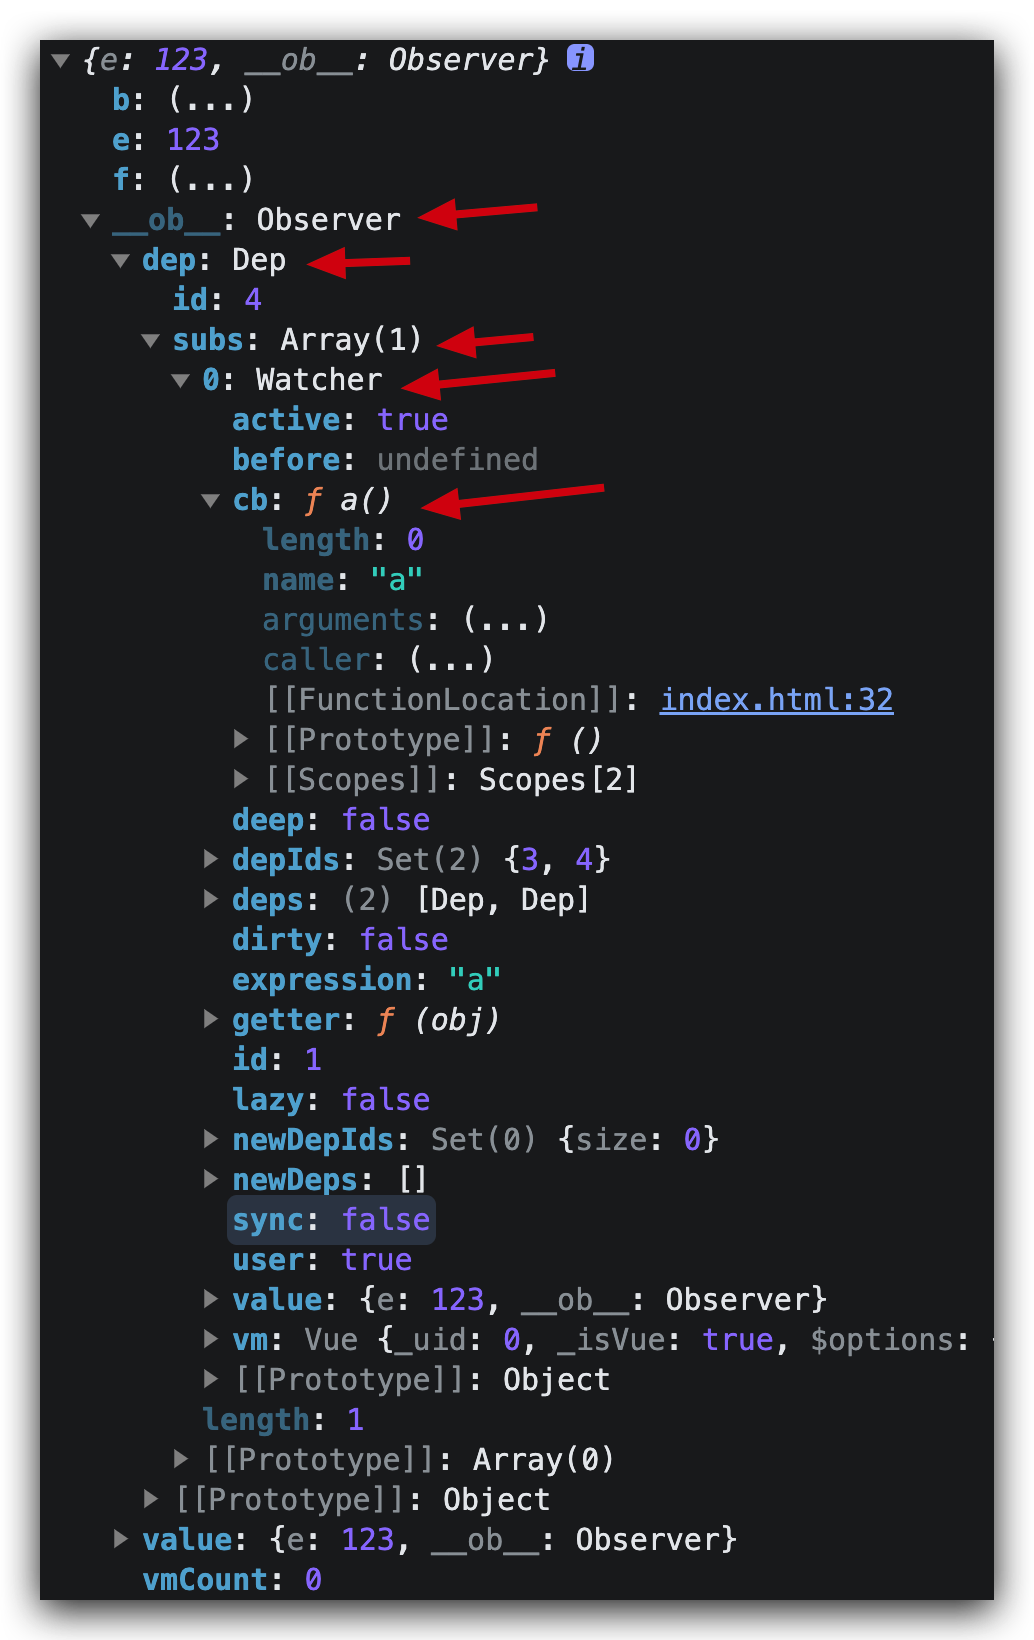 ▼ {e: 123, __ob__: Observer} i
b: (...)
e: 123
f: (...)
▼ __ob__: Observer
▼ dep: Dep
id: 4
▼ subs: Array(1)
▼ 0: Watcher
active: true
before: undefined
▼ cb: ƒ a()
length: 0
name: "a"
arguments: (...)
caller: (...)
[[FunctionLocation]]: index.html:32
▶ [[Prototype]]: ƒ ()
▶ [[Scopes]]: Scopes[2]
deep: false
▶ depIds: Set(2) {3, 4}
▶ deps: (2) [Dep, Dep]
dirty: false
expression: "a"
▶ getter: ƒ (obj)
id: 1
lazy: false
▶ newDepIds: Set(0) {size: 0}
▶ newDeps: []
sync: false
user: true
▶ value: {e: 123, __ob__: Observer}
▶ vm: Vue {_uid: 0, _isVue: true, $options:
▶ [[Prototype]]: Object
length: 1
▶ [[Prototype]]: Array(0)
▶ [[Prototype]]: Object
▶ value: {e: 123, __ob__: Observer}
vmCount: 0